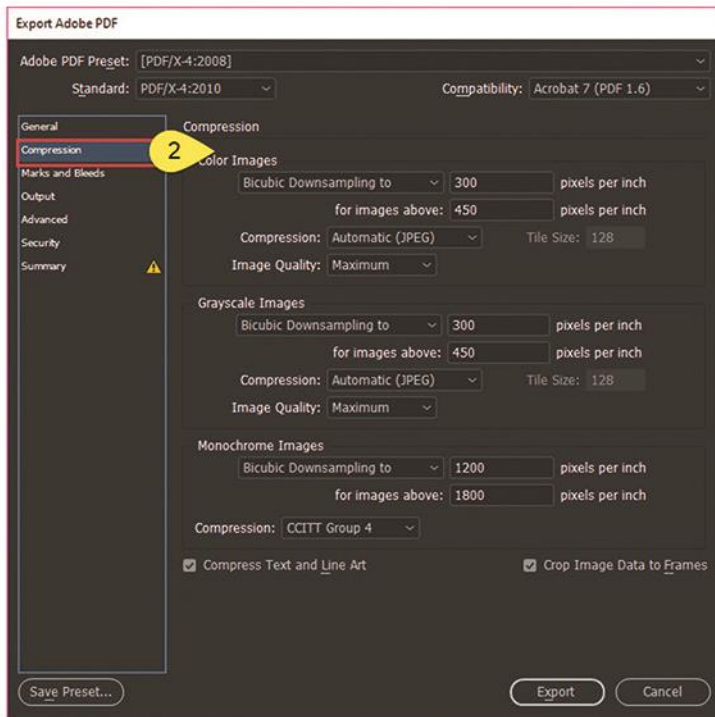 Export Adobe PDF
Adobe PDF Preset: [PDF/X-4:2008]
Standard: PDF/X-4:2010 Compatibility: Acrobat 7 (PDF 1.6)
General
Compression
Marks and Bleeds
Output
Advanced
Security
Summary
2
Compression
Color Images
Bicubic Downsampling to 300 pixels per inch
for images above: 450 pixels per inch
Compression: Automatic (JPEG) Tile Size: 128
Image Quality: Maximum
Grayscale Images
Bicubic Downsampling to 300 pixels per inch
for images above: 450 pixels per inch
Compression: Automatic (JPEG) Tile Size: 128
Image Quality: Maximum
Monochrome Images
Bicubic Downsampling to 1200 pixels per inch
for images above: 1800 pixels per inch
Compression: CCITT Group 4
Compress Text and Line Art Crop Image Data to Frames
Save Preset... Export Cancel